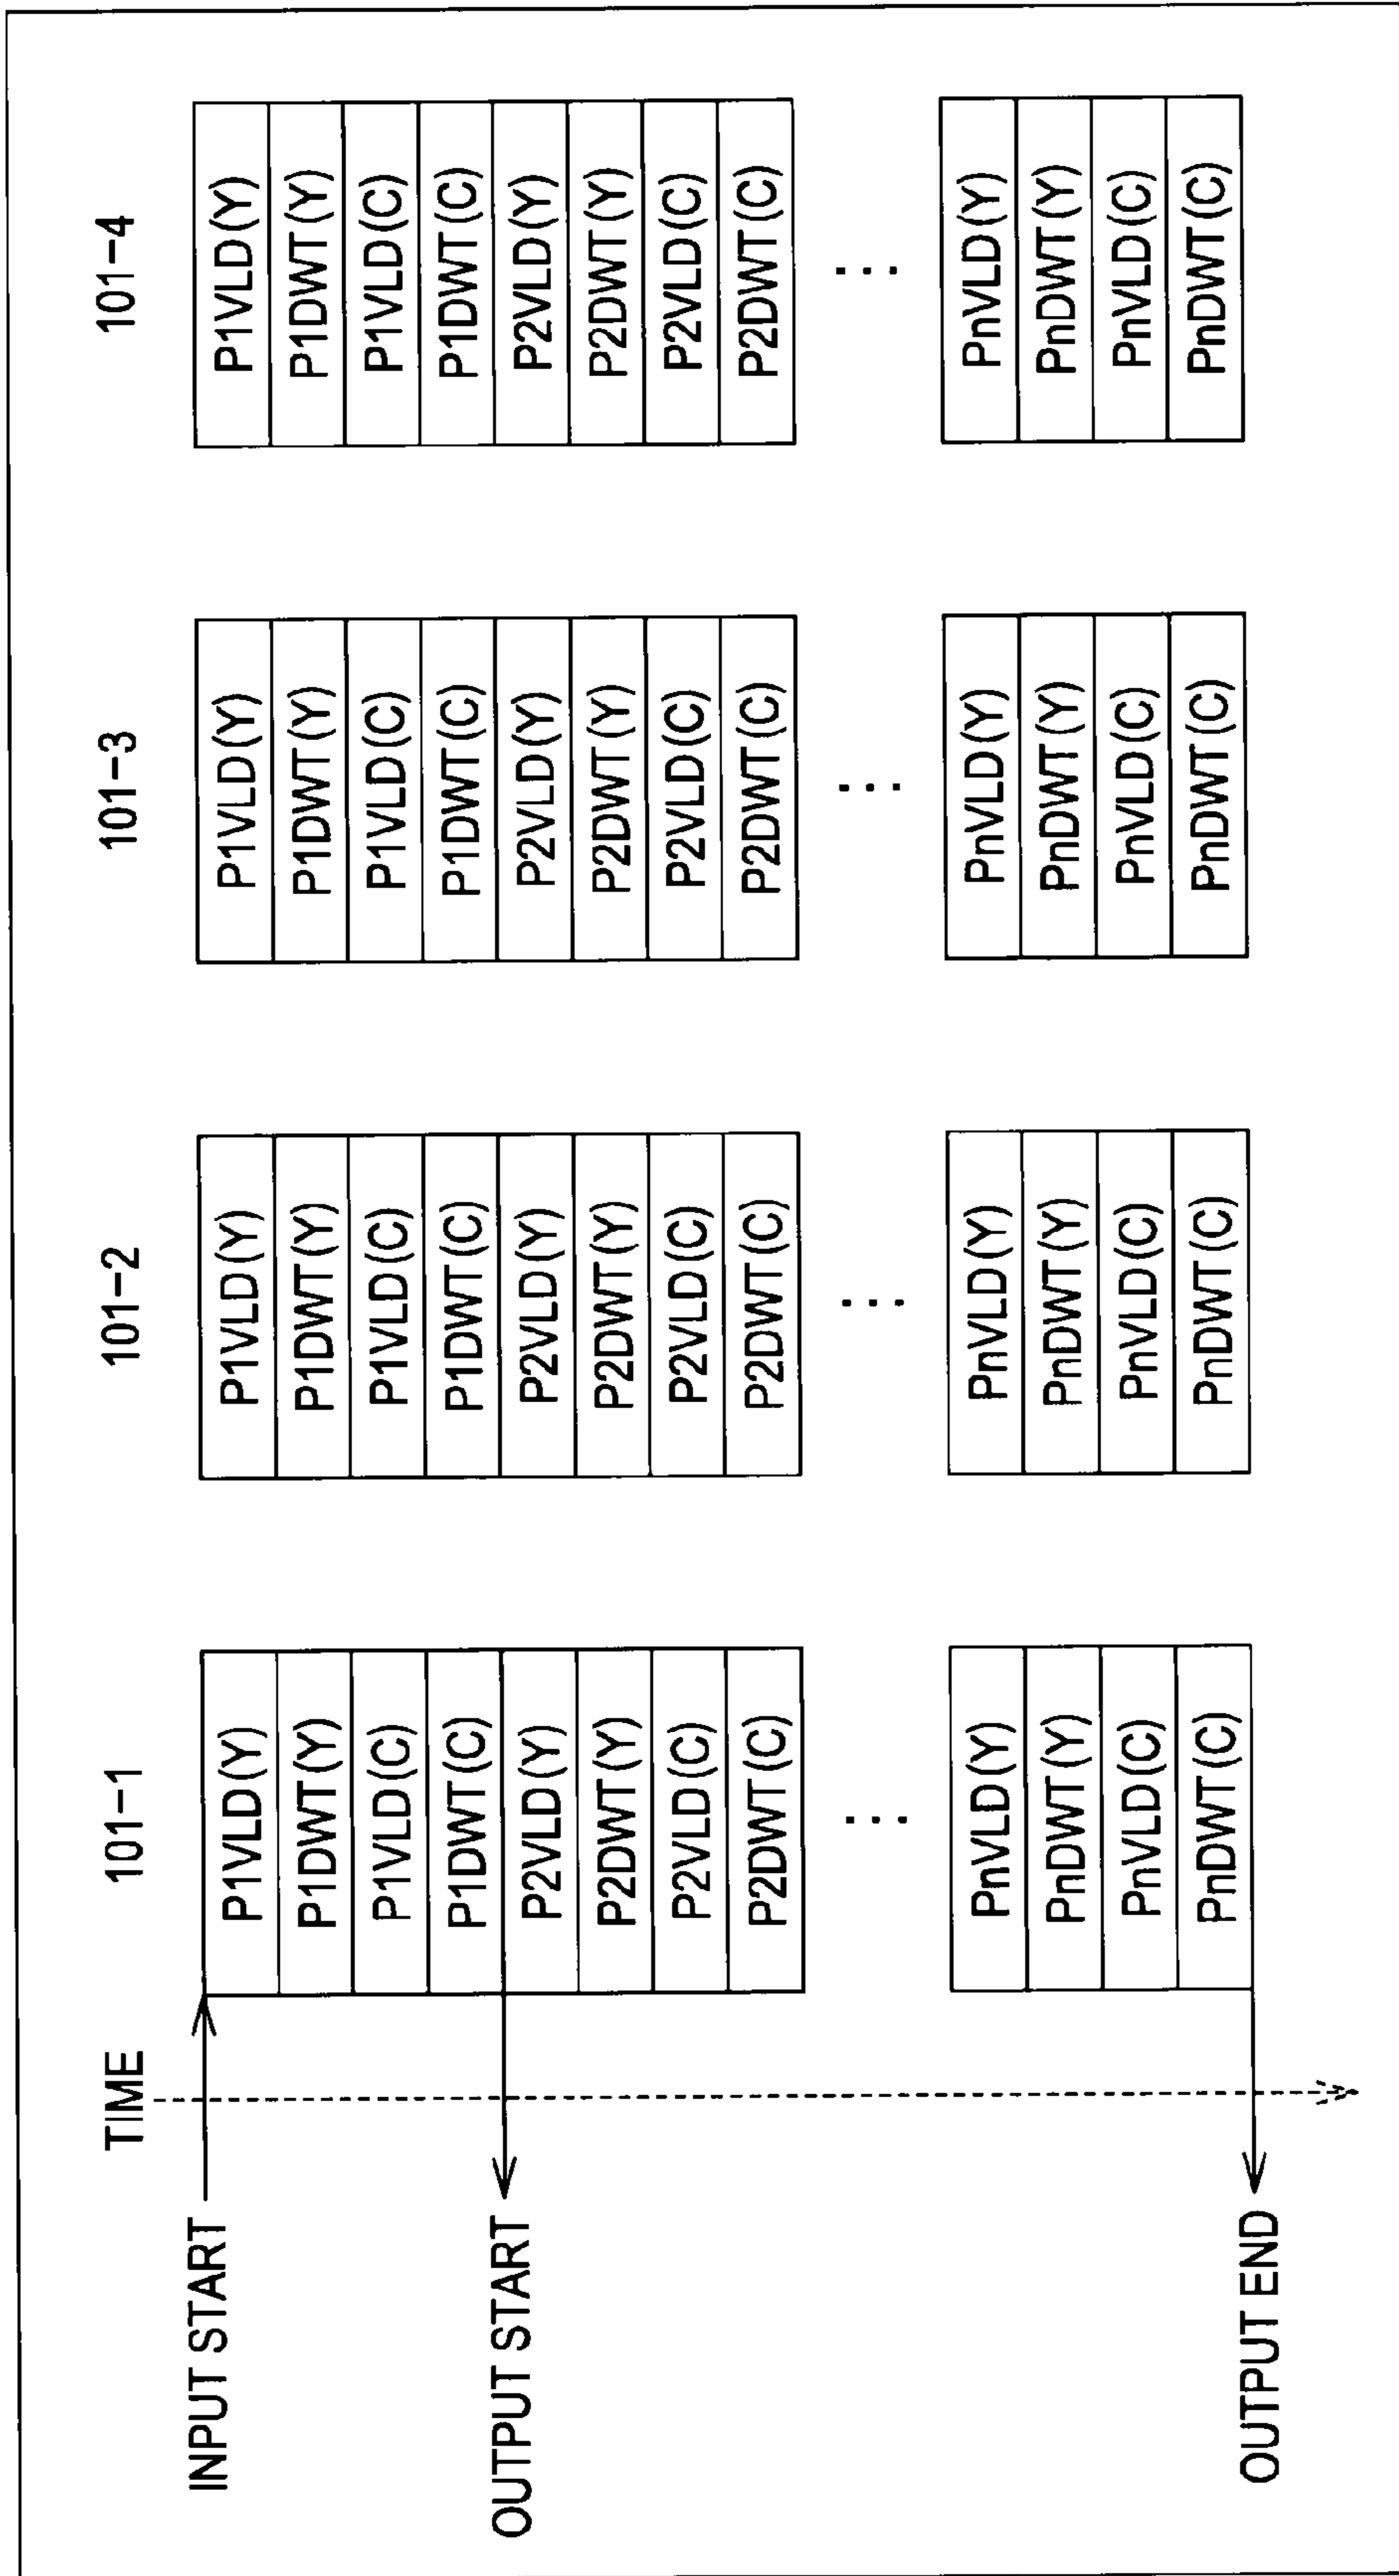 TIME
101-1
101-2
101-3
101-4
INPUT START
OUTPUT START
OUTPUT END
P1VLD(Y)
P1DWT(Y)
P1VLD(C)
P1DWT(C)
P2VLD(Y)
P2DWT(Y)
P2VLD(C)
P2DWT(C)
...
PnVLD(Y)
PnDWT(Y)
PnVLD(C)
PnDWT(C)
P1VLD(Y)
P1DWT(Y)
P1VLD(C)
P1DWT(C)
P2VLD(Y)
P2DWT(Y)
P2VLD(C)
P2DWT(C)
...
PnVLD(Y)
PnDWT(Y)
PnVLD(C)
PnDWT(C)
P1VLD(Y)
P1DWT(Y)
P1VLD(C)
P1DWT(C)
P2VLD(Y)
P2DWT(Y)
P2VLD(C)
P2DWT(C)
...
PnVLD(Y)
PnDWT(Y)
PnVLD(C)
PnDWT(C)
P1VLD(Y)
P1DWT(Y)
P1VLD(C)
P1DWT(C)
P2VLD(Y)
P2DWT(Y)
P2VLD(C)
P2DWT(C)
...
PnVLD(Y)
PnDWT(Y)
PnVLD(C)
PnDWT(C)